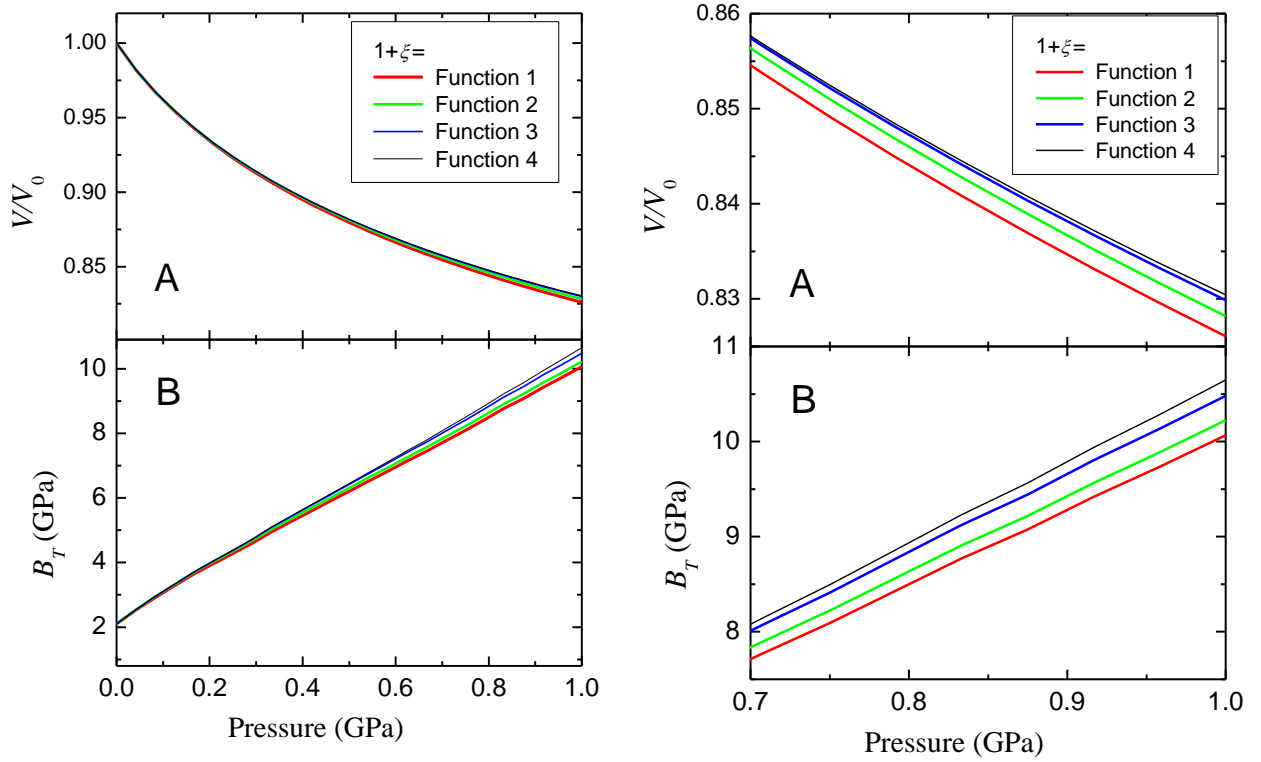 1.00
0.95
0.90
0.85
V/V0
A
1+ξ=
Function 1
Function 2
Function 3
Function 4
10
8
6
4
2
BT (GPa)
B
0.0 0.2 0.4 0.6 0.8 1.0
Pressure (GPa)
0.86
0.85
0.84
0.83
V/V0
A
1+ξ=
Function 1
Function 2
Function 3
Function 4
11
10
9
8
BT (GPa)
B
0.7 0.8 0.9 1.0
Pressure (GPa)